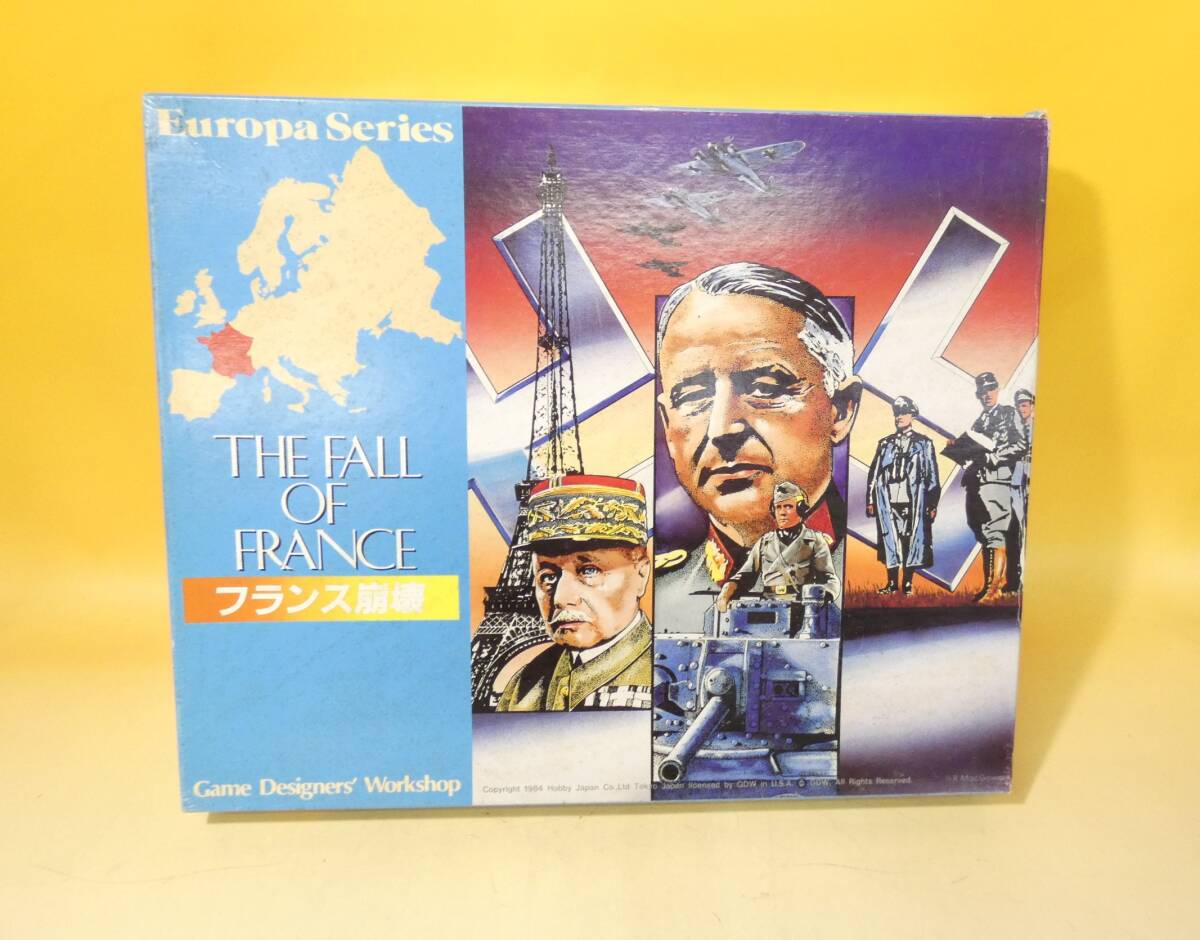 Europa Series
THE FALL
OF
FRANCE
フランス崩壊
Game Designers' Workshop
Copyright 1984 Hobby Japan Co.,Ltd Tokyo Japan licensed by GDW in U.S.A. © GDW. All Rights Reserved.